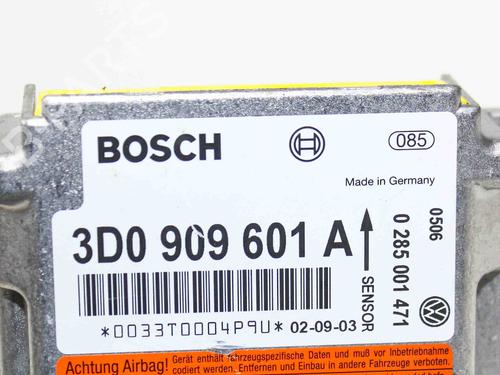 BOSCH
085
Made in Germany
3D0 909 601 A
SENSOR
0 285 001 471
0506
*0033T0004P9U* 02-09-03
Achtung Airbag!
Gerät enthält fahrzeugspezifische Daten und muß vor Inbetriebnahme
codiert werden. Entfernen und Einbau in andere Fahrzeuge verboten.